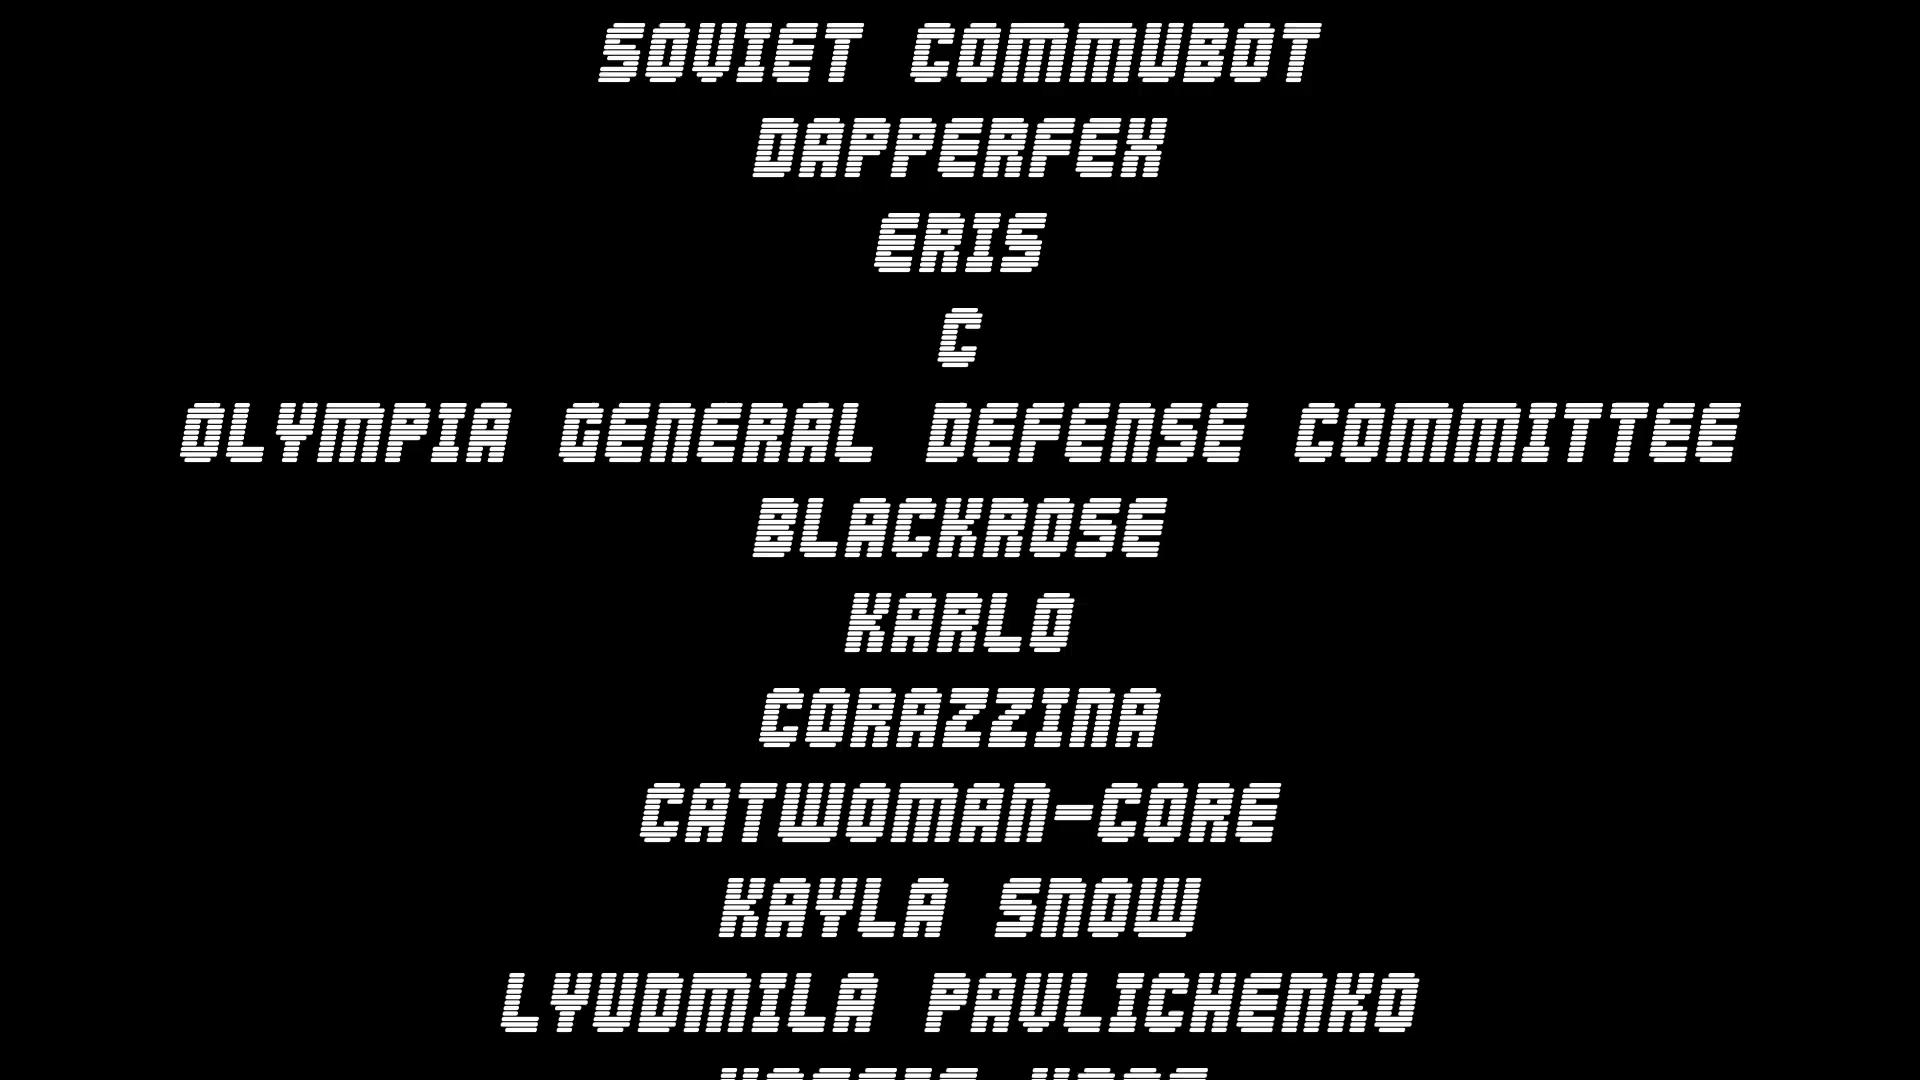 SOVIET COMMUBOT
DAPPERFEX
ERIS
C
OLYMPIA GENERAL DEFENSE COMMITTEE
BLACKROSE
KARLO
CORAZZINA
CATWOMAN-CORE
KAYLA SNOW
LYUDMILA PAVLICHENKO